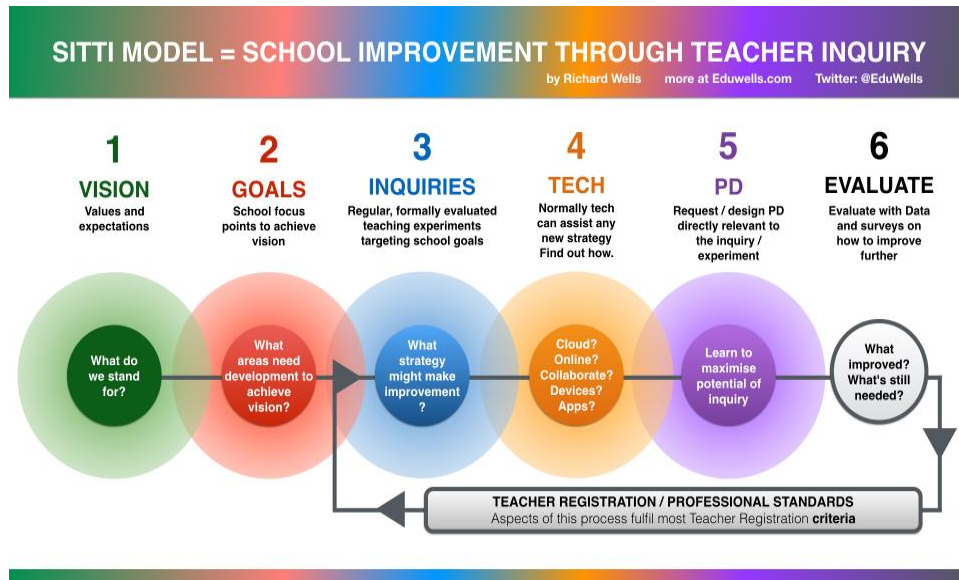 SITTI MODEL = SCHOOL IMPROVEMENT THROUGH TEACHER INQUIRY
by Richard Wells more at Eduwells.com Twitter: @EduWells
1
VISION
Values and
expectations
2
GOALS
School focus
points to achieve
vision
3
INQUIRIES
Regular, formally evaluated
teaching experiments
targeting school goals
4
TECH
Normally tech
can assist any
new strategy
Find out how.
5
PD
Request / design PD
directly relevant to
the inquiry /
experiment
6
EVALUATE
Evaluate with Data
and surveys on
how to improve
further
What do
we stand
for?
What
areas need
development to
achieve
vision?
What
strategy
might make
improvement
?
Cloud?
Online?
Collaborate?
Devices?
Apps?
Learn to
maximise
potential of
inquiry
What
improved?
What's still
needed?
TEACHER REGISTRATION / PROFESSIONAL STANDARDS
Aspects of this process fulfil most Teacher Registration criteria